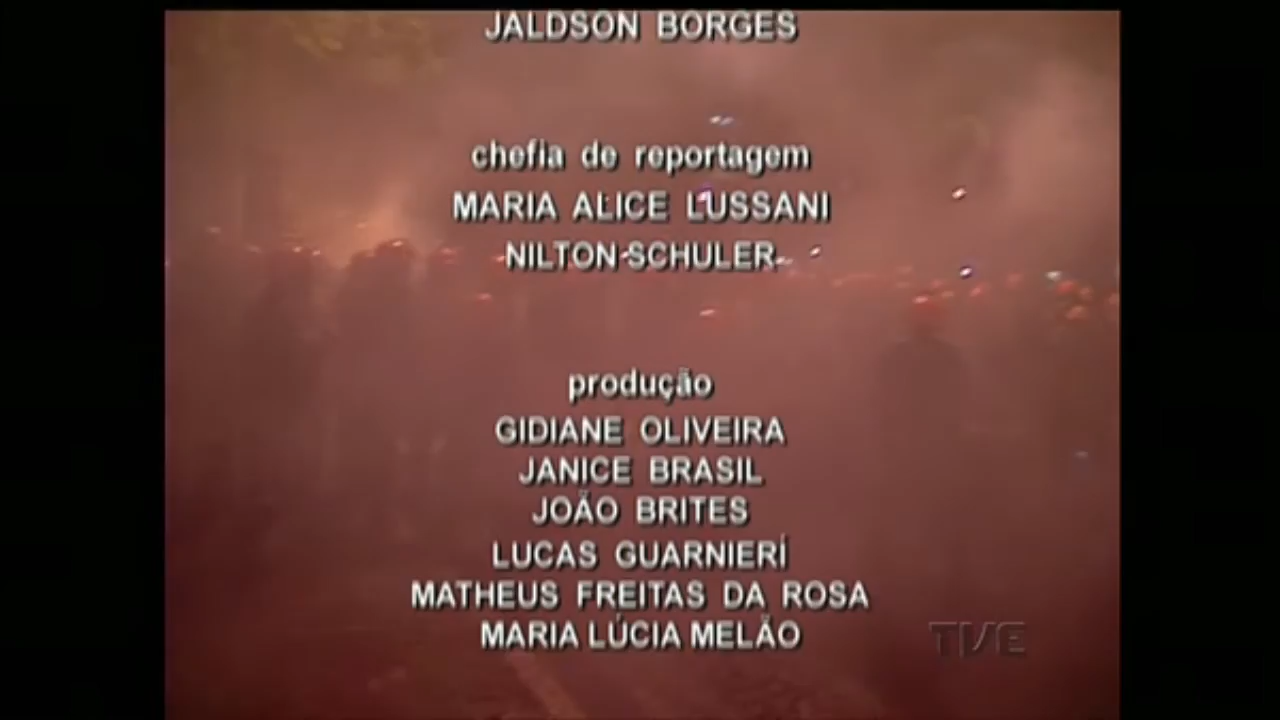 JALDSON BORGES
chefia de reportagem
MARIA ALICE LUSSANI
NILTON SCHULER
produção
GIDIANE OLIVEIRA
JANICE BRASIL
JOÃO BRITES
LUCAS GUARNIERI
MATHEUS FREITAS DA ROSA
MARIA LÚCIA MELÃO
TVE